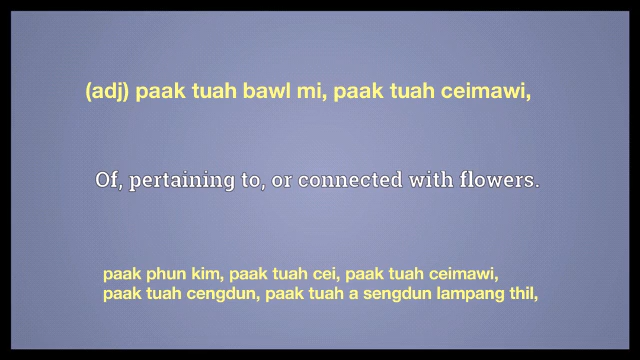 (adj) paak tuah bawl mi, paak tuah ceimawi,
Of, pertaining to, or connected with flowers.
paak phun kim, paak tuah cei, paak tuah ceimawi,
paak tuah cengdun, paak tuah a sengdun lampang thil,